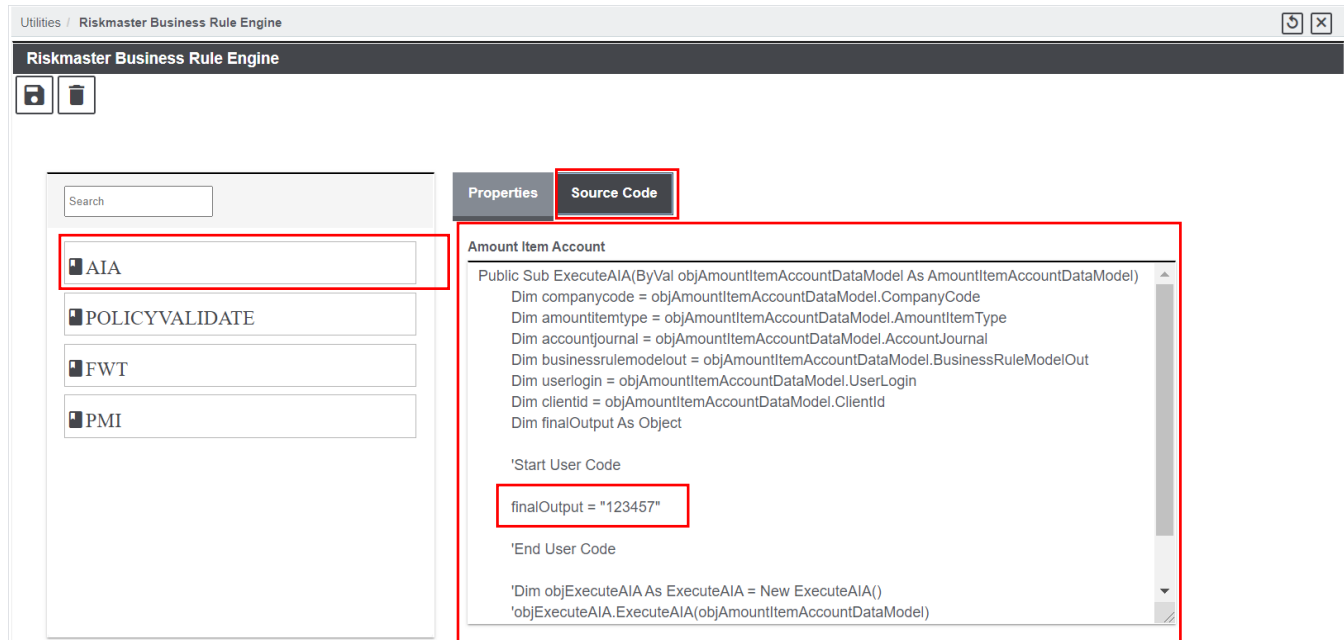 Utilities / Riskmaster Business Rule Engine
Riskmaster Business Rule Engine
Search
AIA
POLICYVALIDATE
FWT
PMI
Properties
Source Code
Amount Item Account
Public Sub ExecuteAIA(ByVal objAmountItemAccountDataModel As AmountItemAccountDataModel)
Dim companycode = objAmountItemAccountDataModel.CompanyCode
Dim amountitemtype = objAmountItemAccountDataModel.AmountItemType
Dim accountjournal = objAmountItemAccountDataModel.AccountJournal
Dim businessrulemodelout = objAmountItemAccountDataModel.BusinessRuleModelOut
Dim userlogin = objAmountItemAccountDataModel.UserLogin
Dim clientid = objAmountItemAccountDataModel.ClientId
Dim finalOutput As Object
'Start User Code
finalOutput = "123457"
'End User Code
'Dim objExecuteAIA As ExecuteAIA = New ExecuteAIA()
'objExecuteAIA.ExecuteAIA(objAmountItemAccountDataModel)